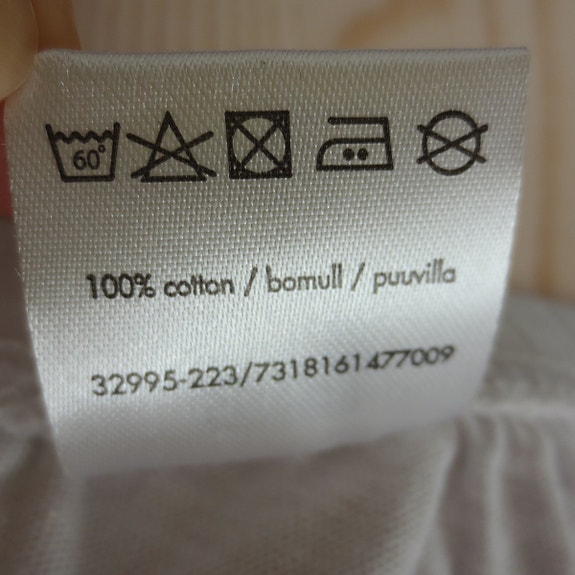 60°
100% cotton / bomull / puuvilla
32995-223/7318161477009